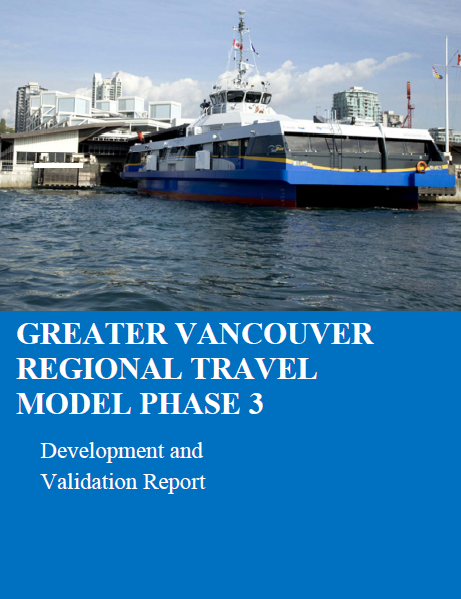 GREATER VANCOUVER
REGIONAL TRAVEL
MODEL PHASE 3
Development and
Validation Report